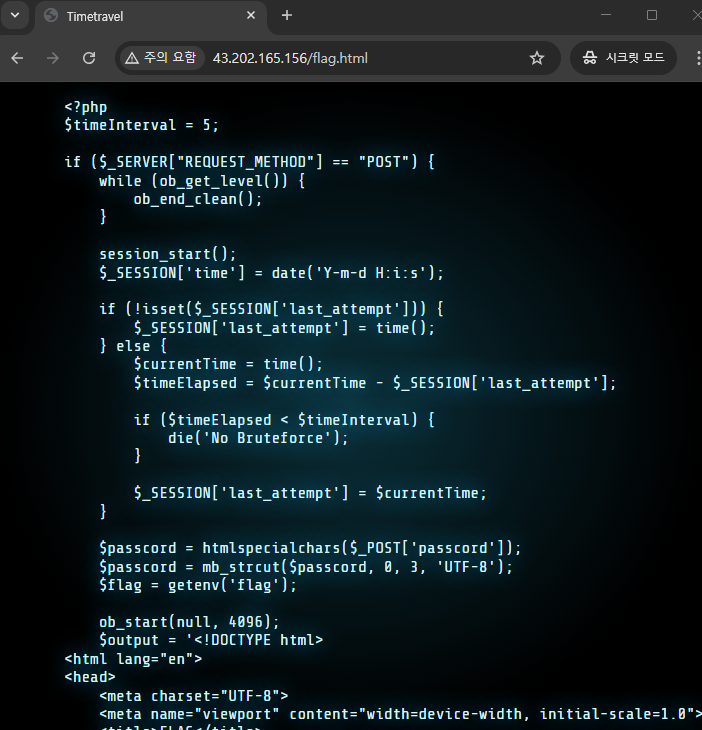 Timetravel
주의 요함
43.202.165.156/flag.html
시크릿 모드
<?php
$timeInterval = 5;
if ($_SERVER["REQUEST_METHOD"] == "POST") {
    while (ob_get_level()) {
        ob_end_clean();
    }
    session_start();
    $_SESSION['time'] = date('Y-m-d H:i:s');
    if (!isset($_SESSION['last_attempt'])) {
        $_SESSION['last_attempt'] = time();
    } else {
        $currentTime = time();
        $timeElapsed = $currentTime - $_SESSION['last_attempt'];
        if ($timeElapsed < $timeInterval) {
            die('No Bruteforce');
        }
        $_SESSION['last_attempt'] = $currentTime;
    }
    $passcord = htmlspecialchars($_POST['passcord']);
    $passcord = mb_strcut($passcord, 0, 3, 'UTF-8');
    $flag = getenv('flag');
    ob_start(null, 4096);
    $output = '<!DOCTYPE html>
<html lang="en">
<head>
    <meta charset="UTF-8">
    <meta name="viewport" content="width=device-width, initial-scale=1.0">
    <title>FLAG</title>